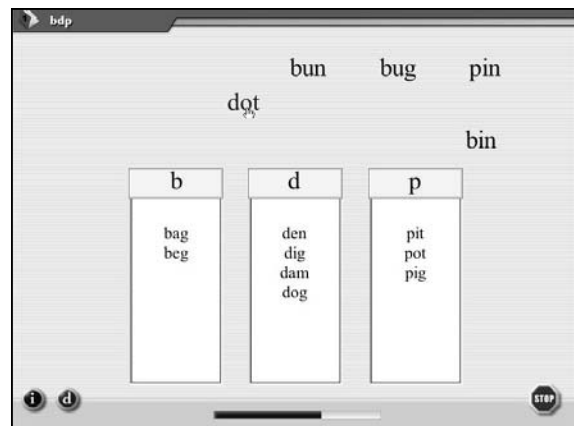 bdp
bun bug pin
dot
bin
b d p
bag den pit
beg dig pot
dam pig
dog
i d STOP